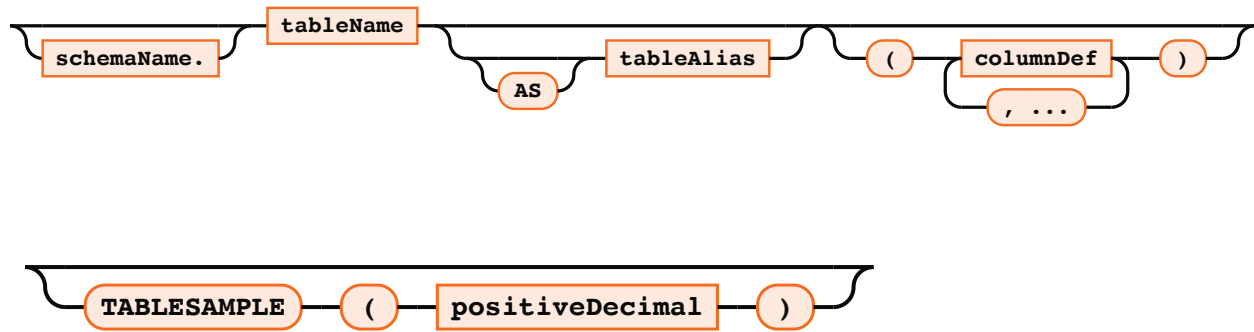 tableName
schemaName. tableAlias ( columnDef )
AS , ...
TABLESAMPLE ( positiveDecimal )